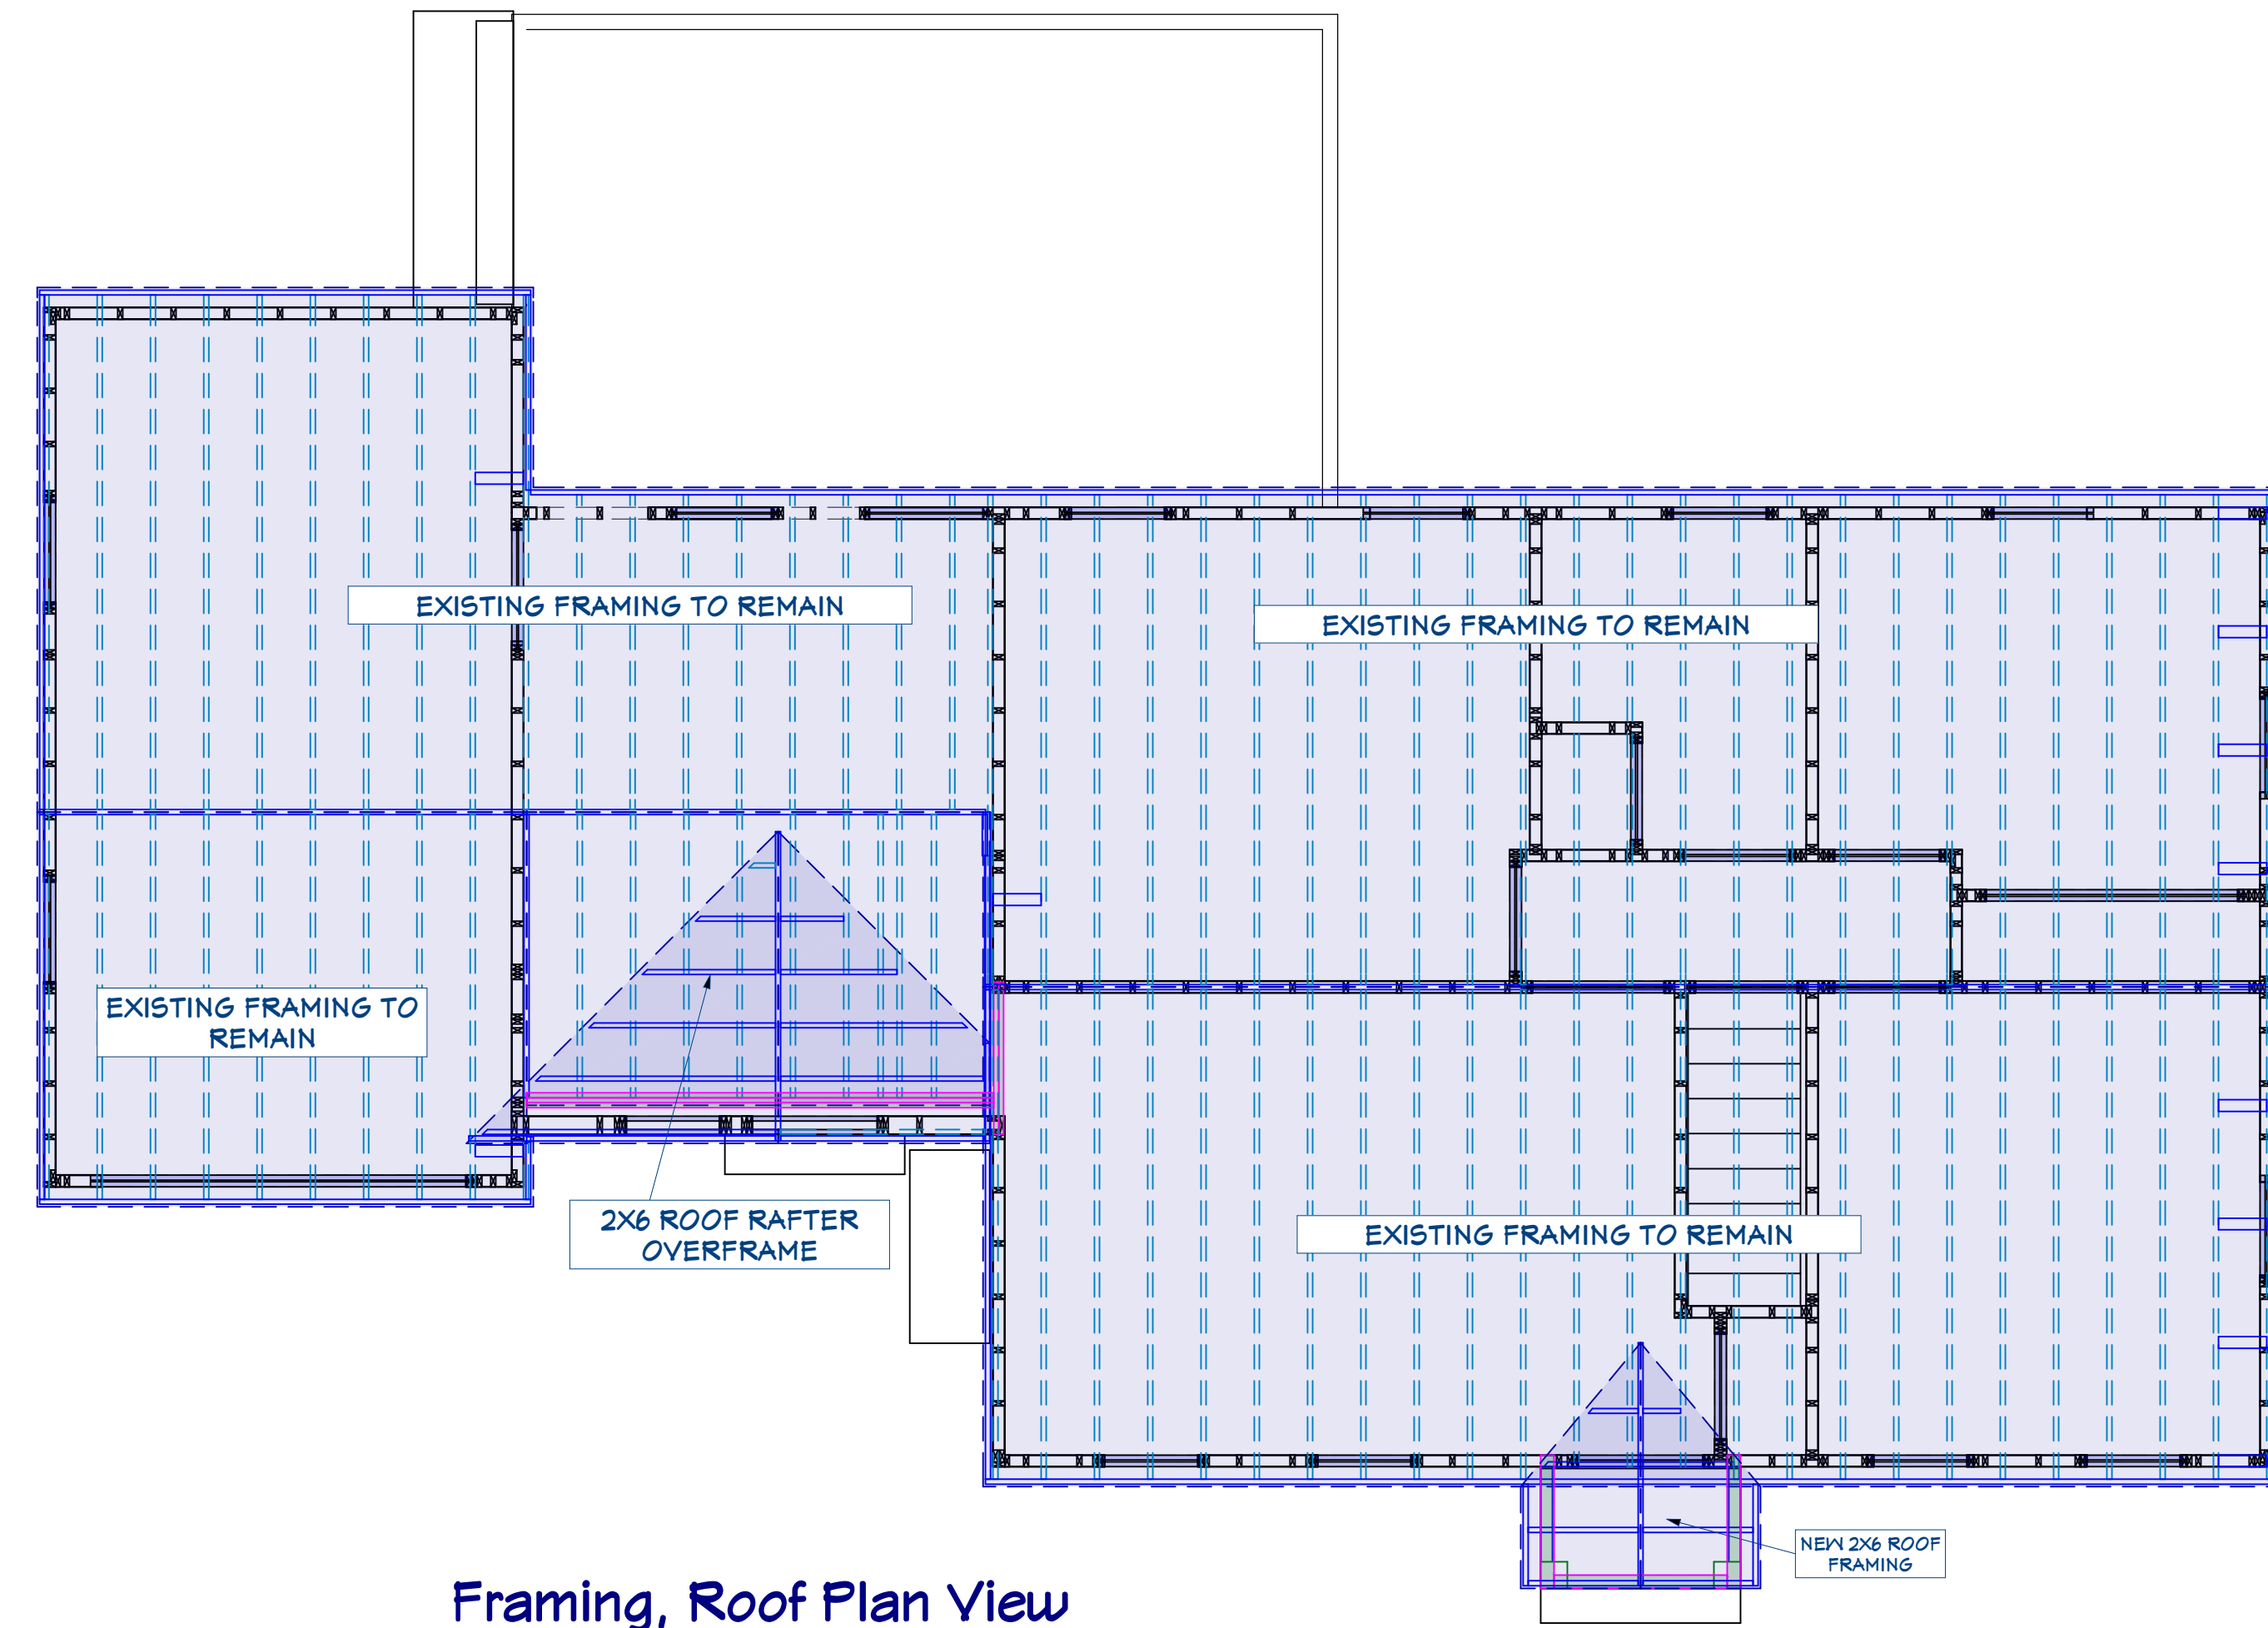 EXISTING FRAMING TO REMAIN
EXISTING FRAMING TO REMAIN
EXISTING FRAMING TO
REMAIN
2X6 ROOF RAFTER
OVERFRAME
EXISTING FRAMING TO REMAIN
NEW 2X6 ROOF
FRAMING
Framing, Roof Plan View